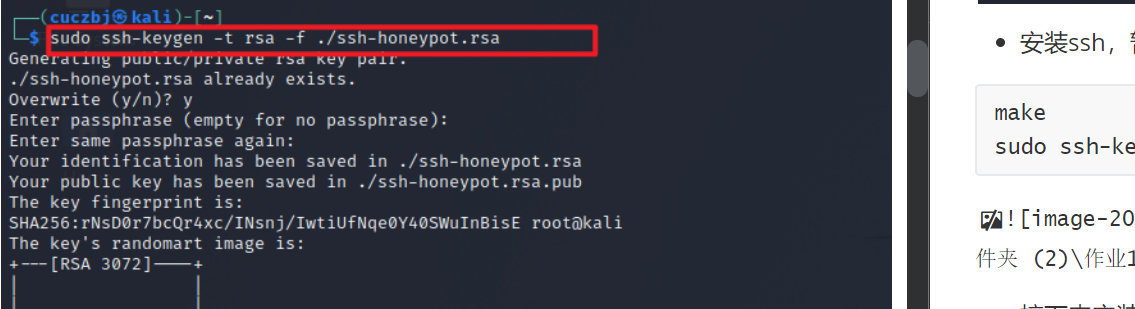 ┌──(cuczbj㉿kali)-[~]
└─$ sudo ssh-keygen -t rsa -f ./ssh-honeypot.rsa
Generating public/private rsa key pair.
./ssh-honeypot.rsa already exists.
Overwrite (y/n)? y
Enter passphrase (empty for no passphrase):
Enter same passphrase again:
Your identification has been saved in ./ssh-honeypot.rsa
Your public key has been saved in ./ssh-honeypot.rsa.pub
The key fingerprint is:
SHA256:rNsD0r7bcQr4xc/INsnj/IwtiUfNqe0Y40SWuInBisE root@kali
The key's randomart image is:
+---[RSA 3072]----+
安装ssh,
make
sudo ssh-ke
![image-20
件夹 (2)\作业1